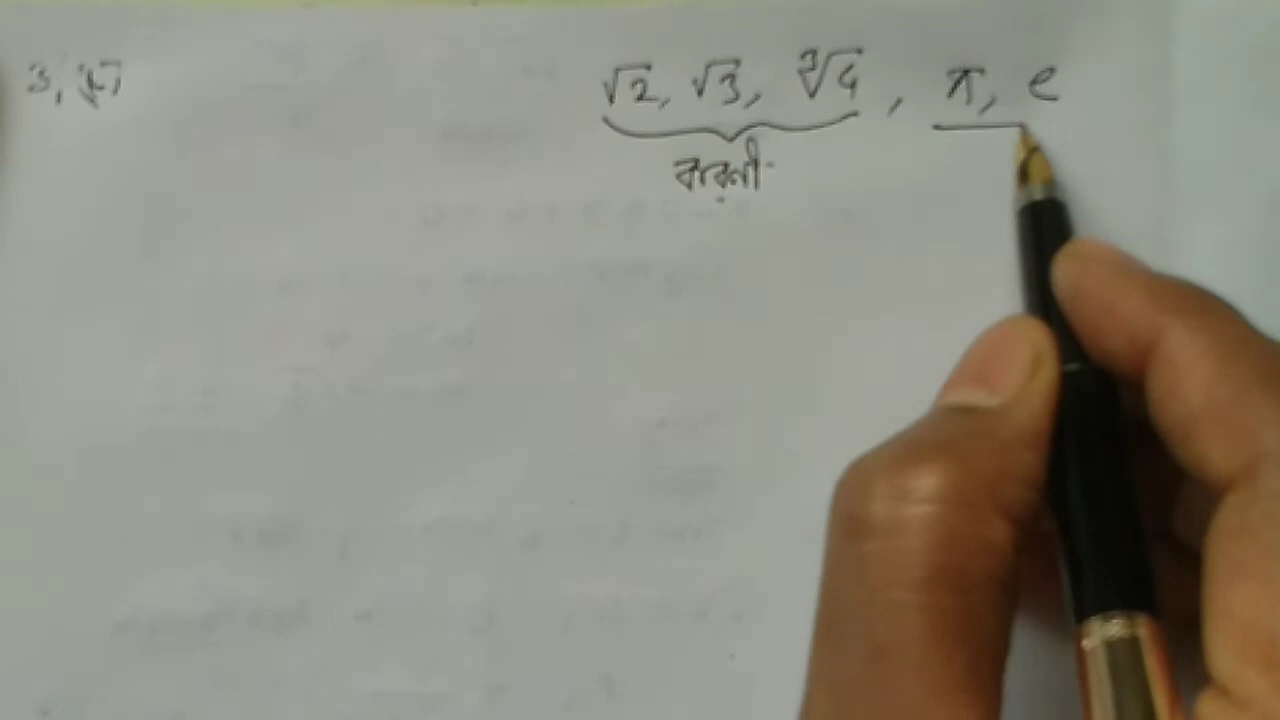 √2, √3, ∛4, π, e
করণী